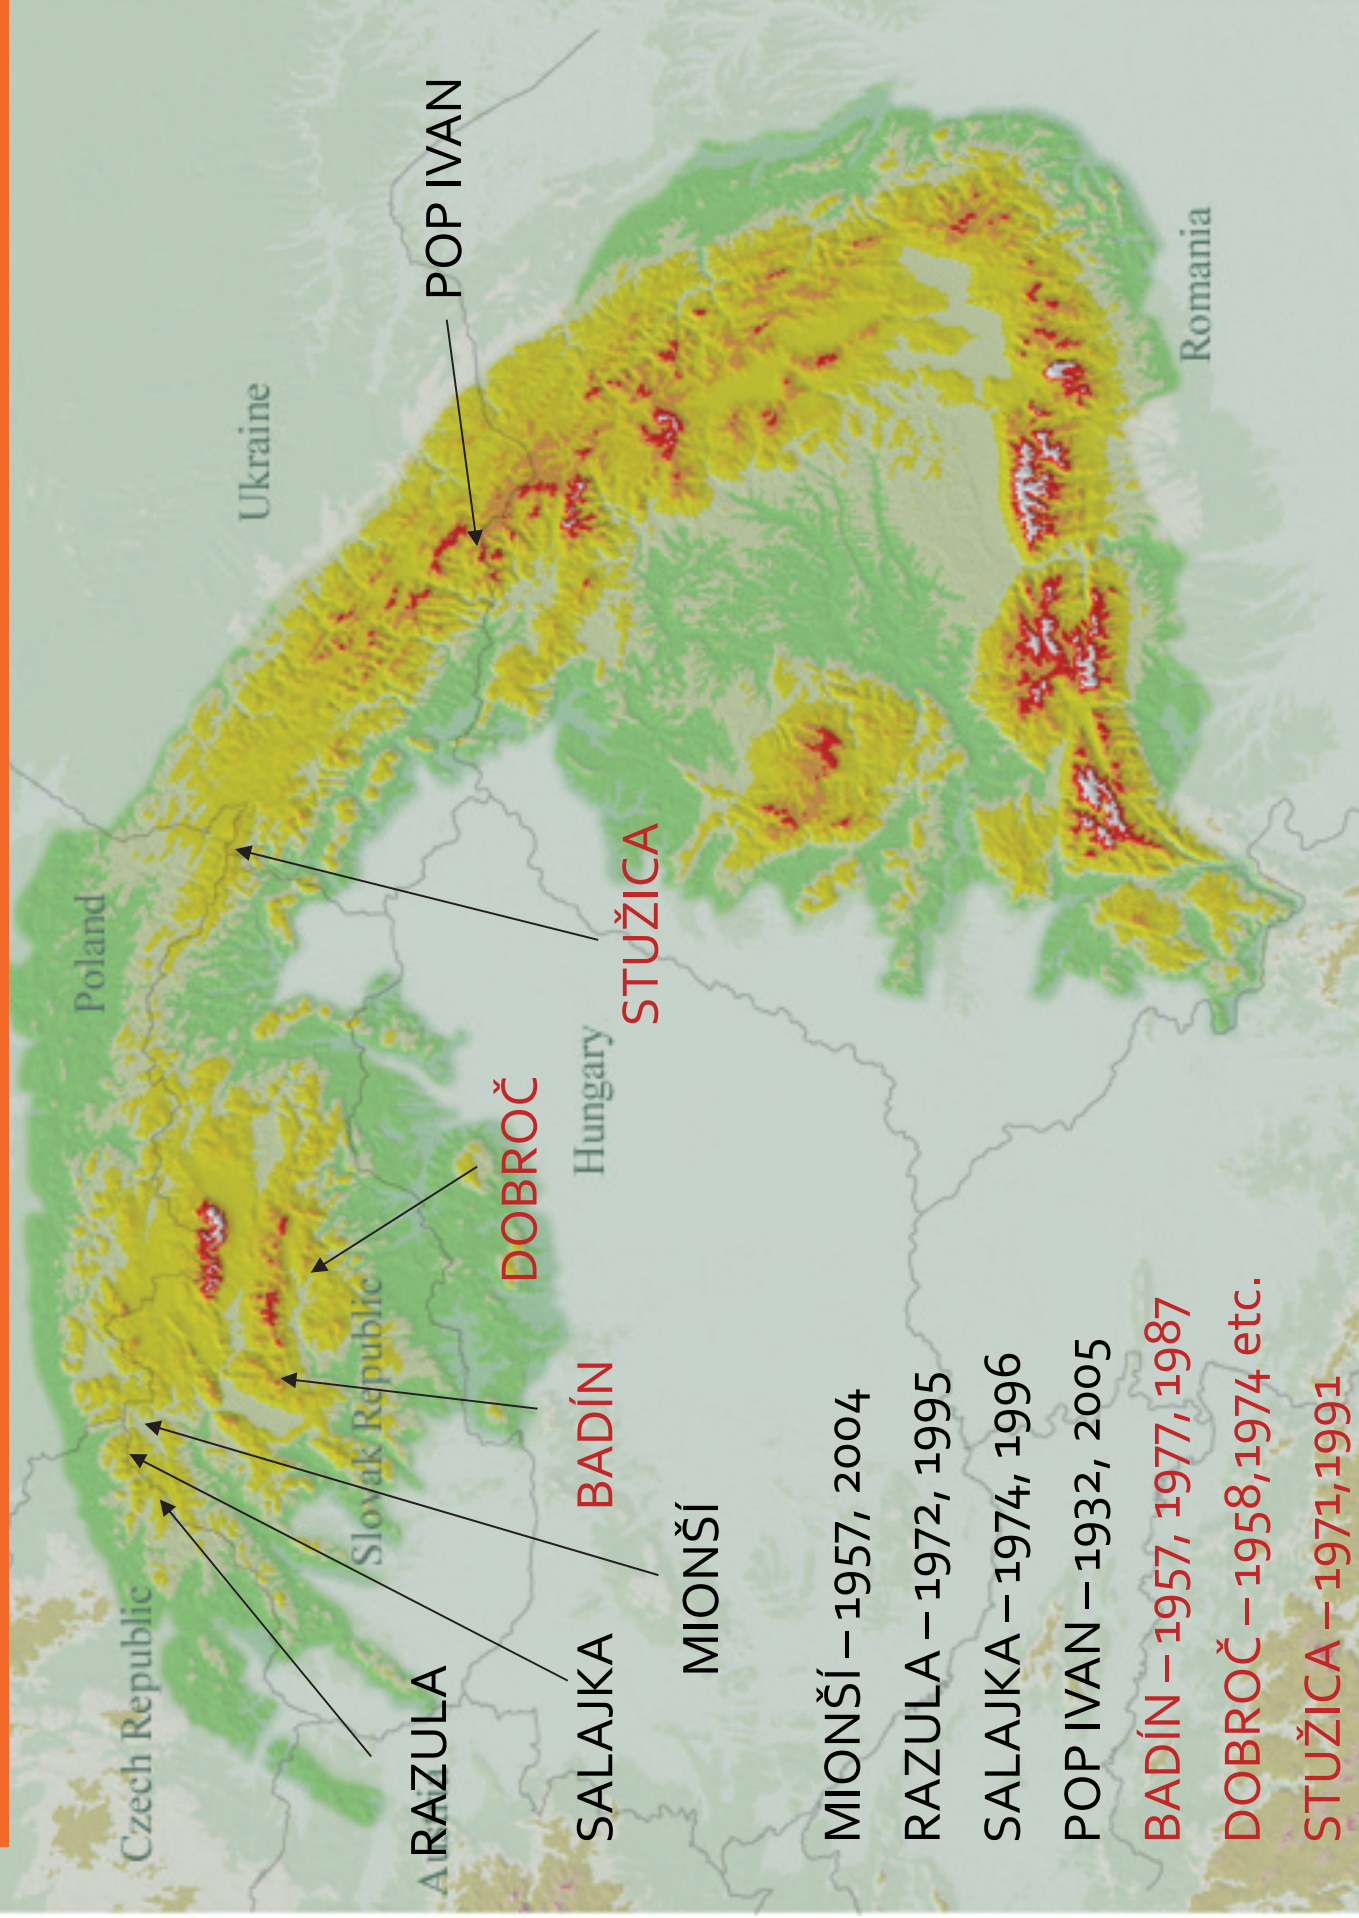 Poland
Ukraine
Czech Republic
Slovak Republic
Hungary
Romania
POP IVAN
STUŽICA
DOBROČ
BADÍN
MIONŠÍ
SALAJKA
RAZULA
MIONŠÍ – 1957, 2004
RAZULA – 1972, 1995
SALAJKA – 1974, 1996
POP IVAN – 1932, 2005
BADÍN – 1957, 1977, 1987
DOBROČ – 1958,1974 etc.
STUŽICA – 1971,1991